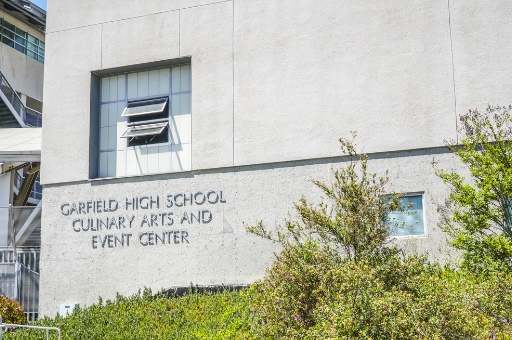 GARFIELD HIGH SCHOOL
CULINARY ARTS AND
EVENT CENTER